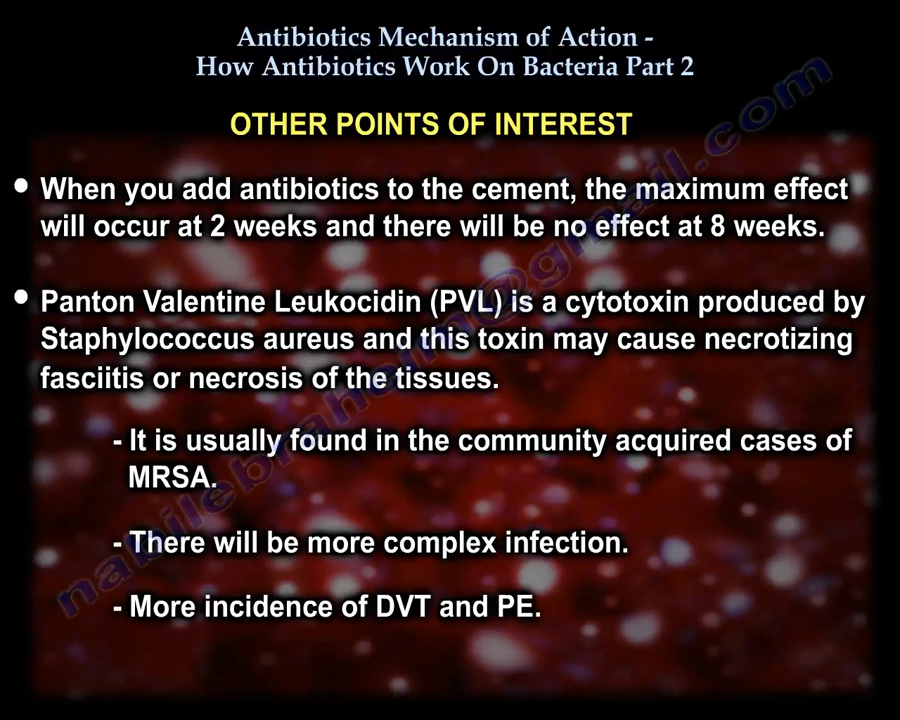 Antibiotics Mechanism of Action -
How Antibiotics Work On Bacteria Part 2
OTHER POINTS OF INTEREST
• When you add antibiotics to the cement, the maximum effect
will occur at 2 weeks and there will be no effect at 8 weeks.
• Panton Valentine Leukocidin (PVL) is a cytotoxin produced by
Staphylococcus aureus and this toxin may cause necrotizing
fasciitis or necrosis of the tissues.
- It is usually found in the community acquired cases of
MRSA.
- There will be more complex infection.
- More incidence of DVT and PE.
nabilebraheim@gmail.com